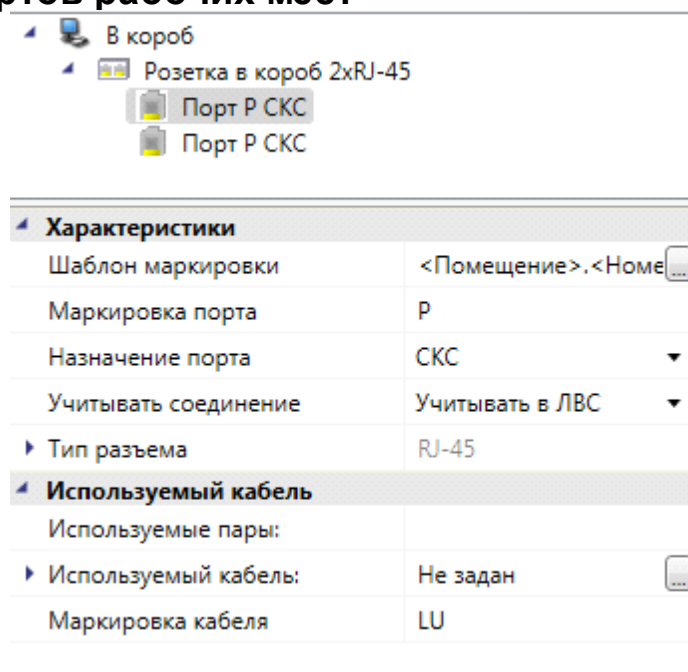 рабочих мест
В короб
Розетка в короб 2xRJ-45
Порт Р СКС
Порт Р СКС
Характеристики
Шаблон маркировки <Помещение>.<Номе ...
Маркировка порта Р
Назначение порта СКС
Учитывать соединение Учитывать в ЛВС
Тип разъема RJ-45
Используемый кабель
Используемые пары:
Используемый кабель: Не задан ...
Маркировка кабеля LU